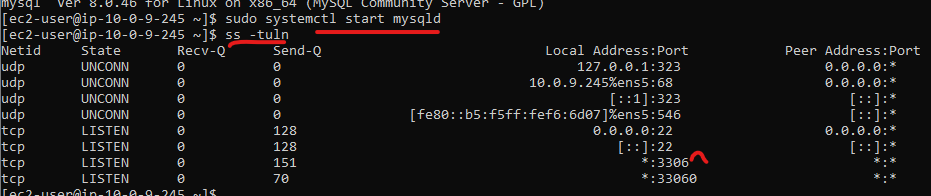 mysql  Ver 8.0.46 for Linux on x86_64 (MySQL Community Server - GPL)
[ec2-user@ip-10-0-9-245 ~]$ sudo systemctl start mysqld
[ec2-user@ip-10-0-9-245 ~]$ ss -tuln
Netid State Recv-Q Send-Q Local Address:Port Peer Address:Port
udp UNCONN 0 0 127.0.0.1:323 0.0.0.0:*
udp UNCONN 0 0 10.0.9.245%ens5:68 0.0.0.0:*
udp UNCONN 0 0 [::1]:323 [::]:*
udp UNCONN 0 0 [fe80::b5:f5ff:fef6:6d07]%ens5:546 [::]:*
tcp LISTEN 0 128 0.0.0.0:22 0.0.0.0:*
tcp LISTEN 0 128 [::]:22 [::]:*
tcp LISTEN 0 151 *:3306 *:*
tcp LISTEN 0 70 *:33060 *:*
[ec2-user@ip-10-0-9-245 ~]$